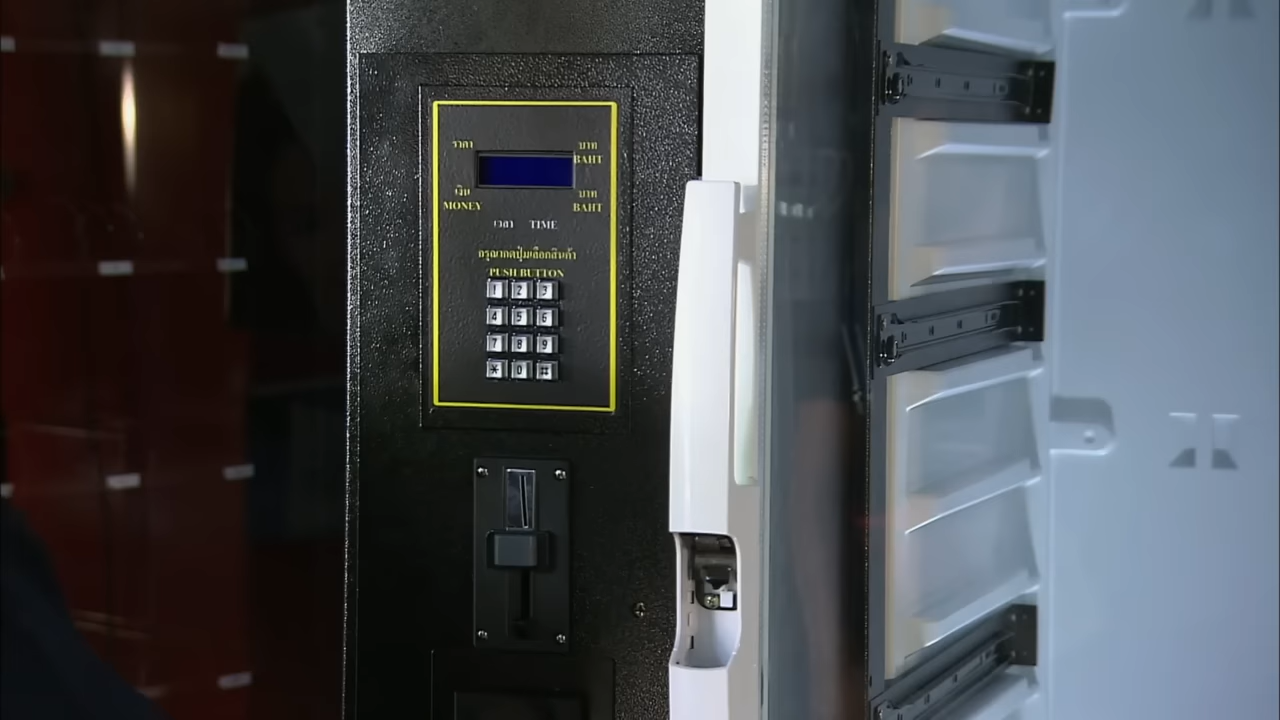 ราคา บาท
BAHT
เงิน บาท
MONEY BAHT
เวลา TIME
กรุณากดปุ่มเลือกสินค้า
PUSH BUTTON
1 2 3
4 5 6
7 8 9
* 0 #